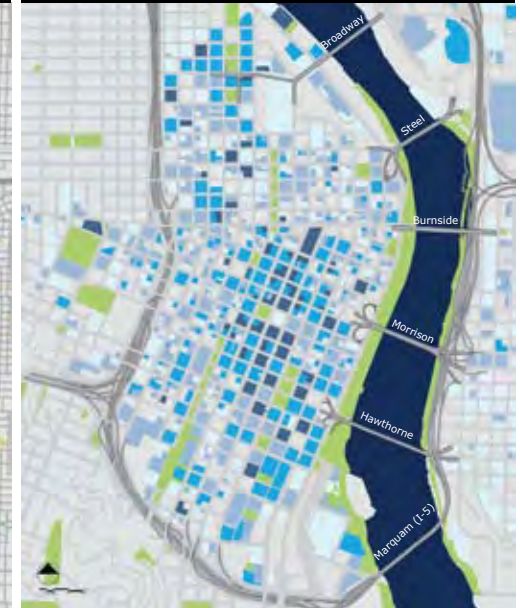 Broadway
Steel
Burnside
Morrison
Hawthorne
Marquam (I-5)